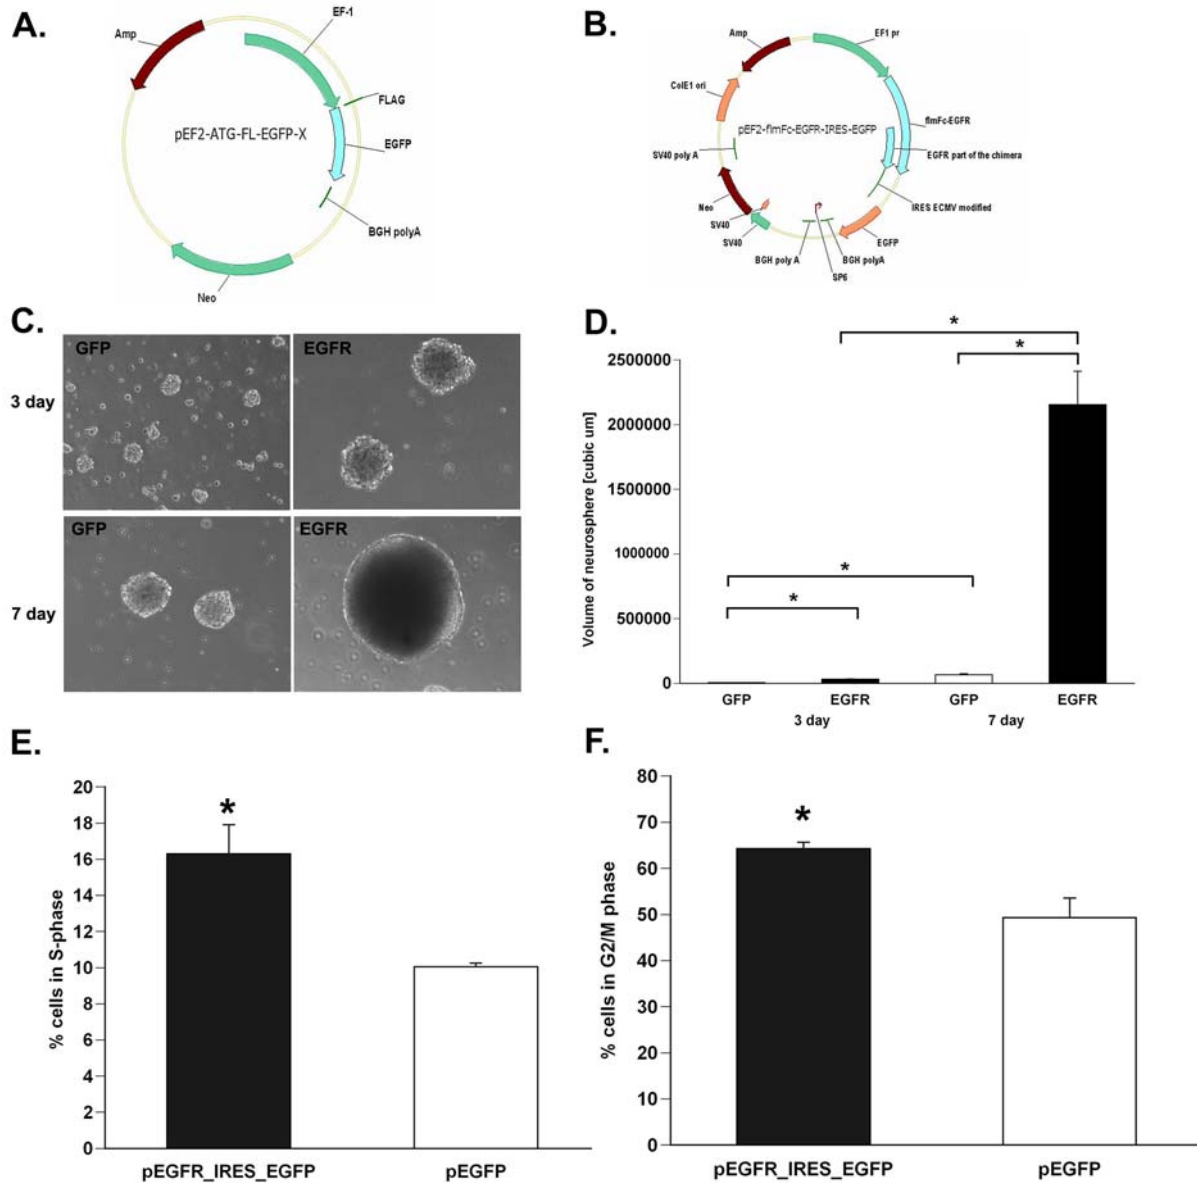 A.
EF-1
Amp
FLAG
pEF2-ATG-FL-EGFP-X
EGFP
BGH polyA
Neo
B.
Amp
EF1 pr
ColE1 ori
flmFc-EGFR
pEF2-flmFc-EGFR-IRES-EGFP
SV40 poly A
EGFR part of the chimera
Neo
IRES ECMV modified
SV40
SV40
EGFP
BGH poly A
BGH polyA
SP6
C.
GFP
EGFR
3 day
GFP
EGFR
7 day
D.
*
*
2500000
2000000
1500000
1000000
500000
0
Volume of neurosphere [cubic um]
*
*
GFP
EGFR
GFP
EGFR
3 day
7 day
E.
20
18
16
14
12
10
8
6
4
2
0
% cells in S-phase
*
pEGFR_IRES_EGFP
pEGFP
F.
80
70
60
50
40
30
20
10
0
% cells in G2/M phase
*
pEGFR_IRES_EGFP
pEGFP